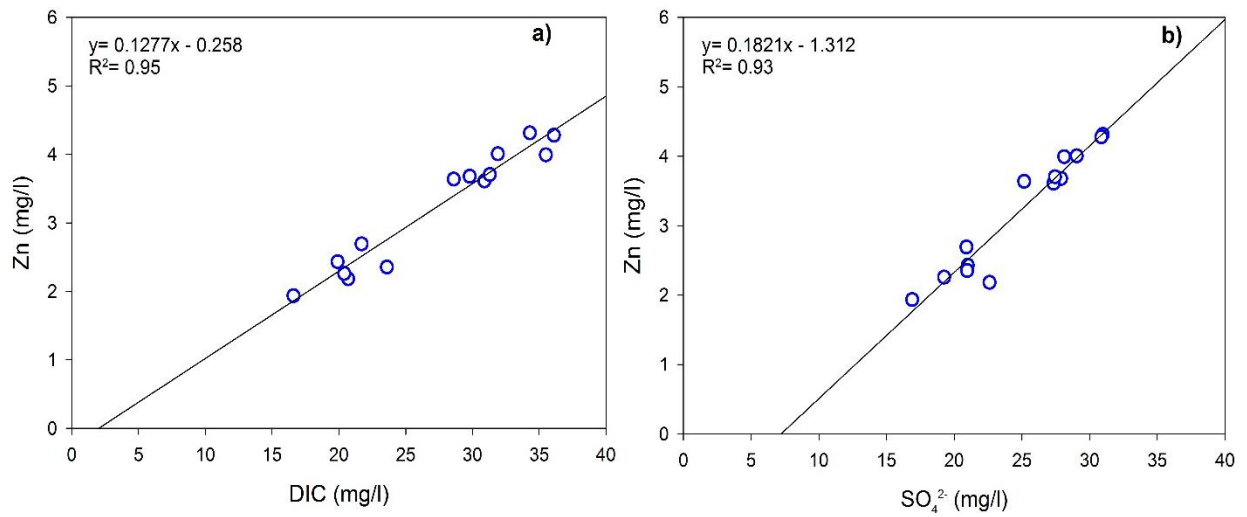 a)
y= 0.1277x - 0.258
R²= 0.95
6
5
4
3
2
1
0
Zn (mg/l)
0 5 10 15 20 25 30 35 40
DIC (mg/l)
b)
y= 0.1821x - 1.312
R²= 0.93
6
5
4
3
2
1
0
Zn (mg/l)
0 5 10 15 20 25 30 35 40
SO₄²⁻ (mg/l)